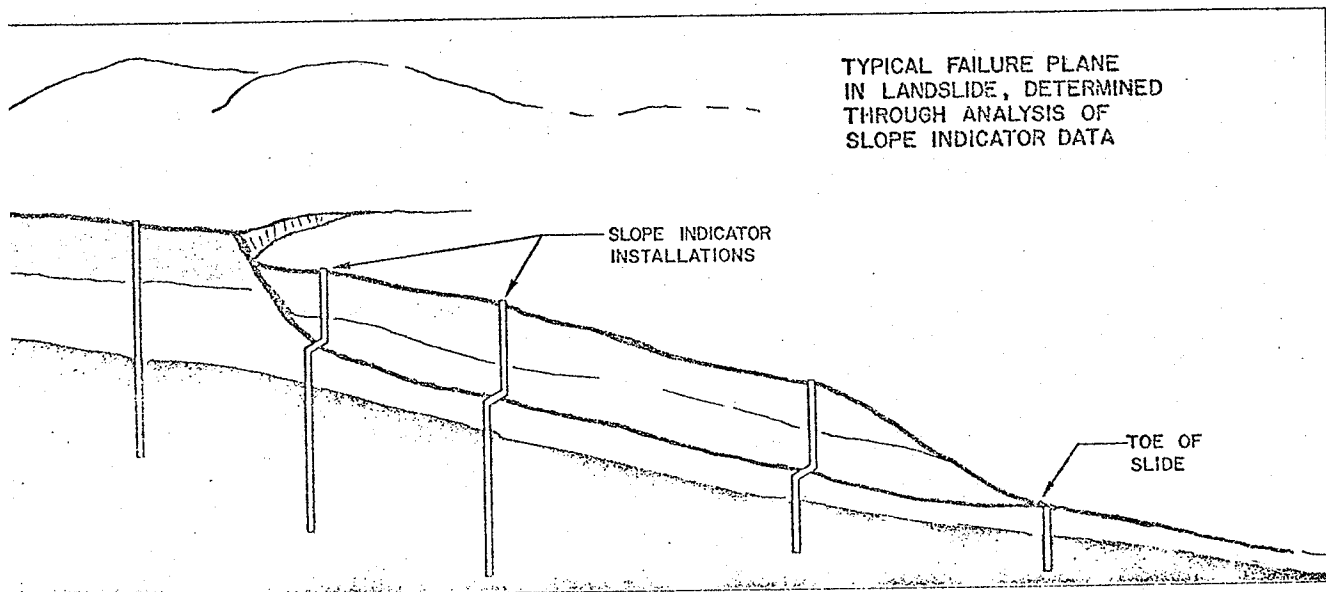 TYPICAL FAILURE PLANE
IN LANDSLIDE, DETERMINED
THROUGH ANALYSIS OF
SLOPE INDICATOR DATA
SLOPE INDICATOR
INSTALLATIONS
TOE OF
SLIDE